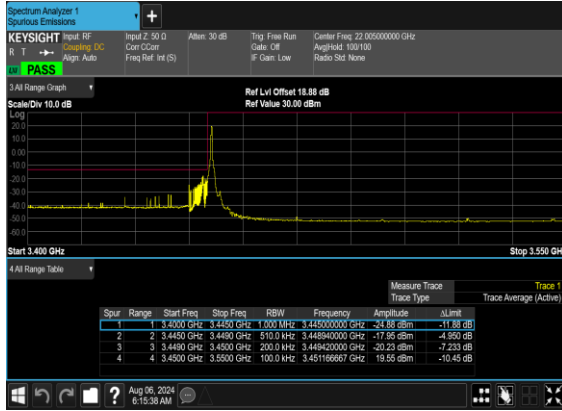 Spectrum Analyzer 1
Spurious Emissions
KEYSIGHT Input: RF Input Z: 50 Ω Atten: 30 dB Trig: Free Run Center Freq: 22.005000000 GHz
R T Coupling: DC Corr CCorr Gate: Off Avg|Hold: 100/100
Align: Auto Freq Ref: Int (S) IF Gain: Low Radio Std: None
PASS
3 All Range Graph
Ref Lvl Offset 18.88 dB
Scale/Div 10.0 dB Ref Value 30.00 dBm
Log
20.0
10.0
0.00
-10.0
-20.0
-30.0
-40.0
-50.0
-60.0
Start 3.400 GHz Stop 3.550 GH
4 All Range Table
Measure Trace Trace 1
Trace Type Trace Average (Active)
Spur Range Start Freq Stop Freq RBW Frequency Amplitude ΔLimit
1 1 3.4000 GHz 3.4450 GHz 1.000 MHz 3.445000000 GHz -24.88 dBm -11.88 dB
2 2 3.4450 GHz 3.4490 GHz 510.0 kHz 3.448940000 GHz -17.95 dBm -4.950 dB
3 3 3.4490 GHz 3.4500 GHz 200.0 kHz 3.449420000 GHz -20.23 dBm -7.233 dB
4 4 3.4500 GHz 3.5500 GHz 100.0 kHz 3.451166667 GHz 19.55 dBm -10.45 dB
? Aug 06, 2024
6:15:38 AM